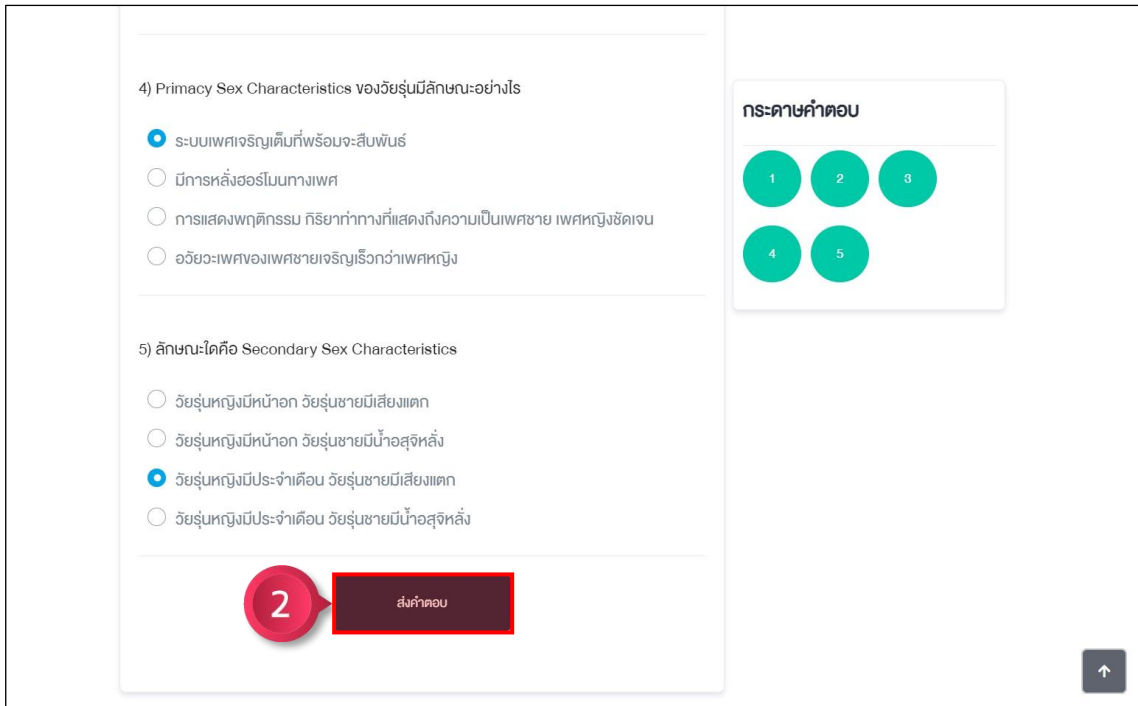 4) Primacy Sex Characteristics ของวัยรุ่นมีลักษณะอย่างไร
ระบบเพศเจริญเต็มที่พร้อมจะสืบพันธ์
มีการหลั่งฮอร์โมนทางเพศ
การแสดงพฤติกรรม กิริยาท่าทางที่แสดงถึงความเป็นเพศชาย เพศหญิงชัดเจน
อวัยวะเพศของเพศชายเจริญเร็วกว่าเพศหญิง
5) ลักษณะใดคือ Secondary Sex Characteristics
วัยรุ่นหญิงมีหน้าอก วัยรุ่นชายมีเสียงแตก
วัยรุ่นหญิงมีหน้าอก วัยรุ่นชายมีน้ำอสุจิหลั่ง
วัยรุ่นหญิงมีประจำเดือน วัยรุ่นชายมีเสียงแตก
วัยรุ่นหญิงมีประจำเดือน วัยรุ่นชายมีน้ำอสุจิหลั่ง
2
ส่งคำตอบ
กระดาษคำตอบ
1 2 3
4 5